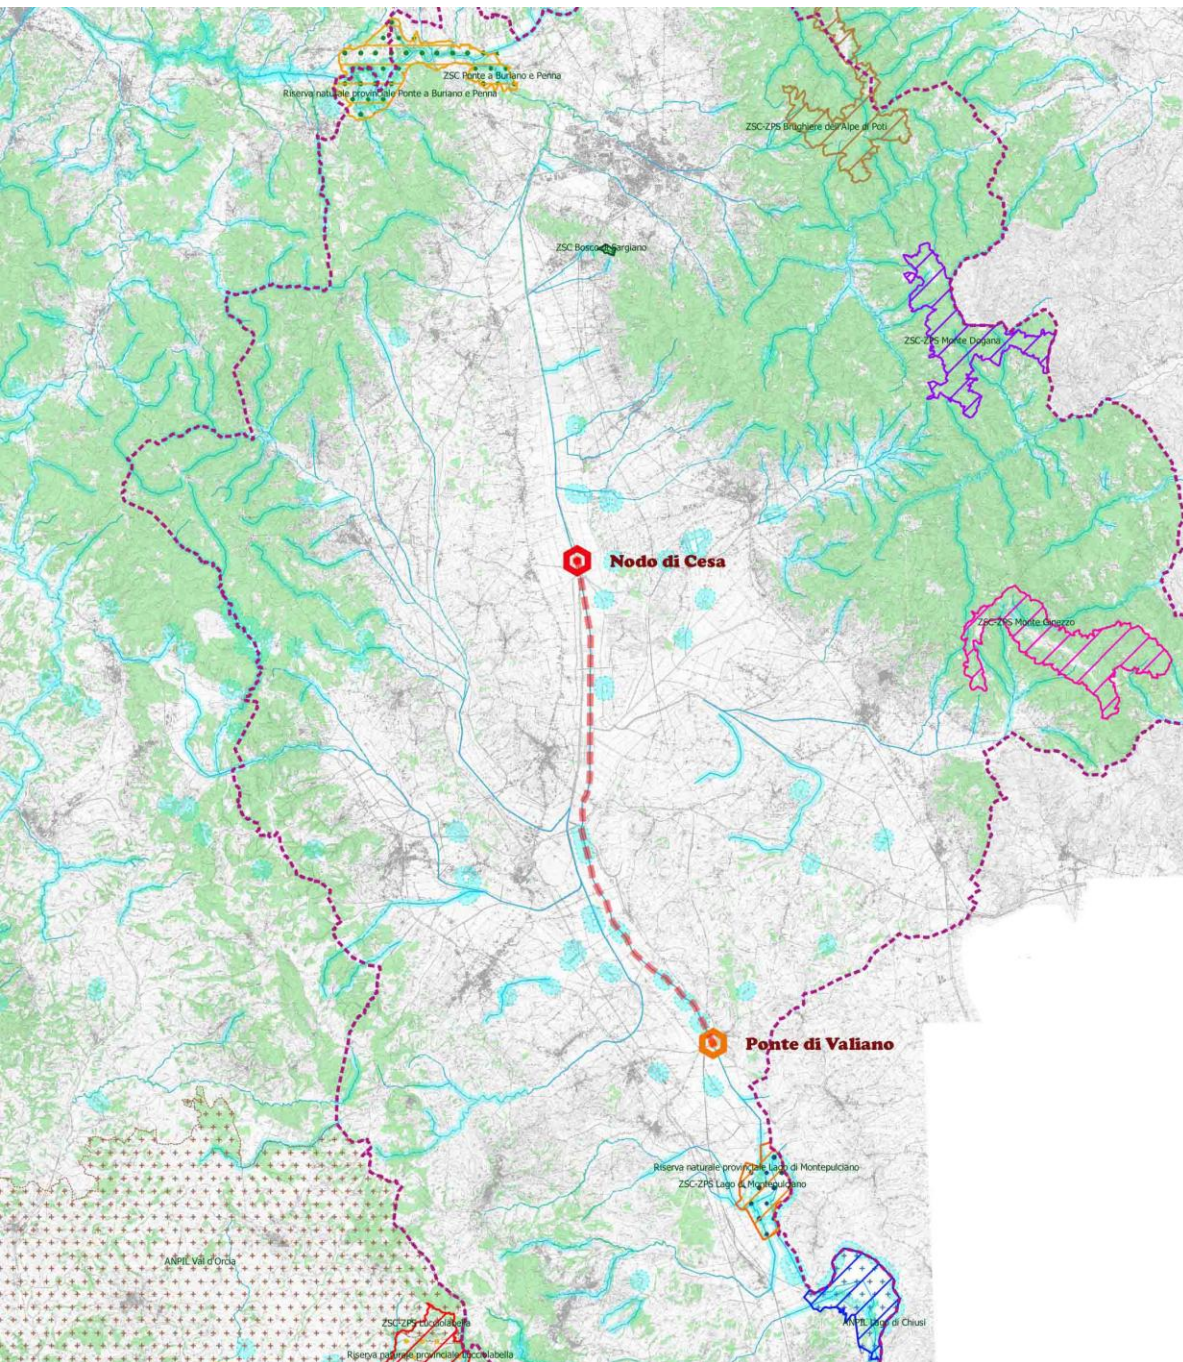 ZSC Ponte a Buriano e Penna
Riserva naturale provinciale Ponte a Buriano e Penna
ZSC-ZPS Brughiere dell'Alpe di Poti
ZSC Bosco di Sargiano
ZSC-ZPS Monte Dogana
Nodo di Cesa
ZSC-ZPS Monte Ginezzo
Ponte di Valiano
Riserva naturale provinciale Lago di Montepulciano
ZSC-ZPS Lago di Montepulciano
ANPIL Val d'Orcia
ZSC-ZPS Lucciolabella
ANPIL Lago di Chiusi
Riserva naturale provinciale Lucciolabella